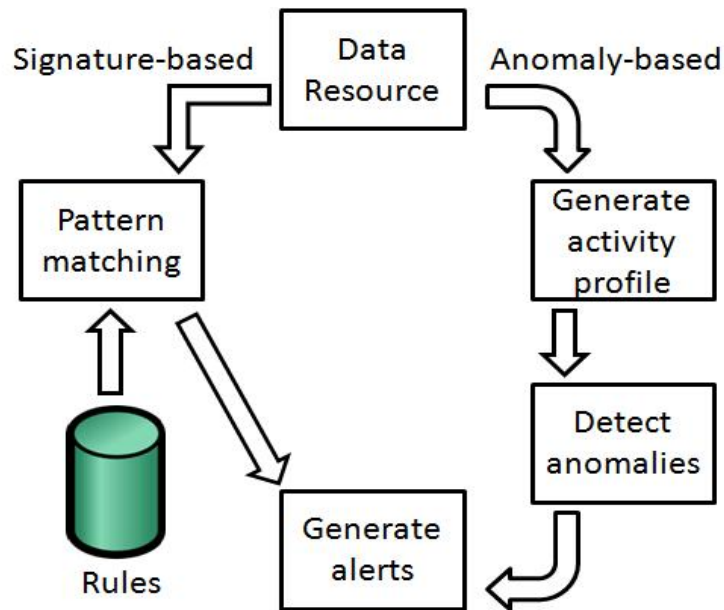 Signature-based
Data
Resource
Anomaly-based
Pattern
matching
Generate
activity
profile
Detect
anomalies
Rules
Generate
alerts